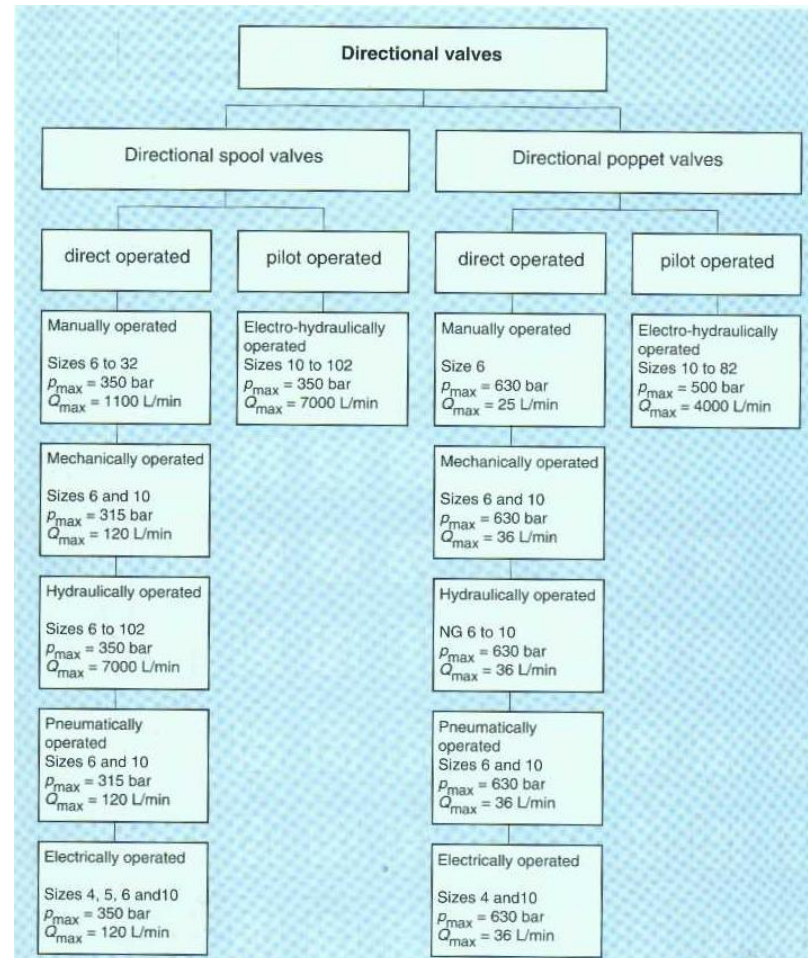 Directional valves
Directional spool valves
Directional poppet valves
direct operated
pilot operated
direct operated
pilot operated
Manually operated
Sizes 6 to 32
pmax = 350 bar
Qmax = 1100 L/min
Electro-hydraulically
operated
Sizes 10 to 102
pmax = 350 bar
Qmax = 7000 L/min
Manually operated
Size 6
pmax = 630 bar
Qmax = 25 L/min
Electro-hydraulically
operated
Sizes 10 to 82
pmax = 500 bar
Qmax = 4000 L/min
Mechanically operated
Sizes 6 and 10
pmax = 315 bar
Qmax = 120 L/min
Mechanically operated
Sizes 6 and 10
pmax = 630 bar
Qmax = 36 L/min
Hydraulically operated
Sizes 6 to 102
pmax = 350 bar
Qmax = 7000 L/min
Hydraulically operated
NG 6 to 10
pmax = 630 bar
Qmax = 36 L/min
Pneumatically
operated
Sizes 6 and 10
pmax = 315 bar
Qmax = 120 L/min
Pneumatically
operated
Sizes 6 and 10
pmax = 630 bar
Qmax = 36 L/min
Electrically operated
Sizes 4, 5, 6 and10
pmax = 350 bar
Qmax = 120 L/min
Electrically operated
Sizes 4 and10
pmax = 630 bar
Qmax = 36 L/min